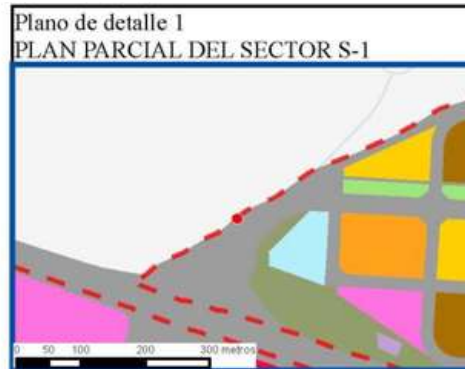 Plano de detalle 1
PLAN PARCIAL DEL SECTOR S-1
0 50 100 200 300 metros